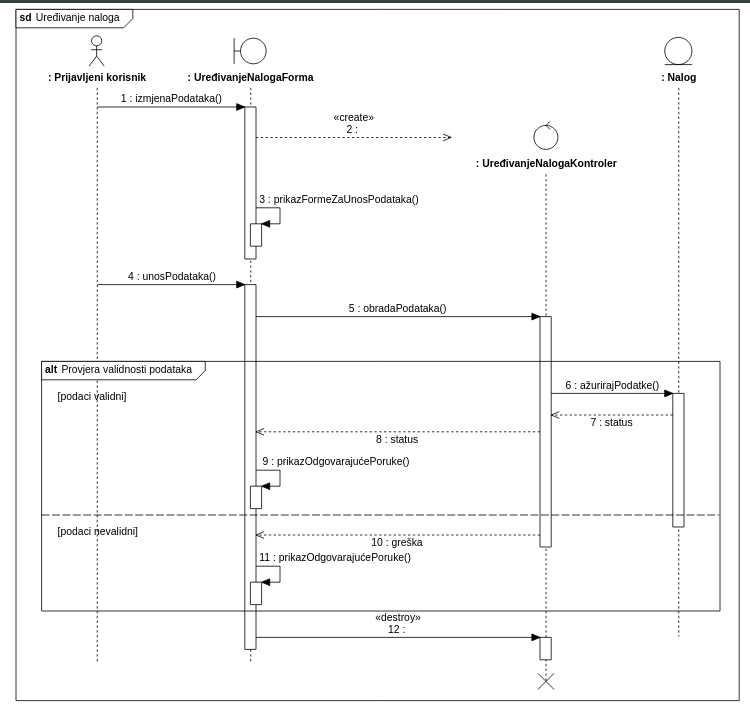 sd Uređivanje naloga
: Prijavljeni korisnik
: UređivanjeNalogaForma
: Nalog
1 : izmjenaPodataka()
«create»
2 :
: UređivanjeNalogaKontroler
3 : prikazFormeZaUnosPodataka()
4 : unosPodataka()
5 : obradaPodataka()
alt Provjera validnosti podataka
[podaci validni]
6 : ažurirajPodatke()
7 : status
8 : status
9 : prikazOdgovarajućePoruke()
[podaci nevalidni]
10 : greška
11 : prikazOdgovarajućePoruke()
«destroy»
12 :